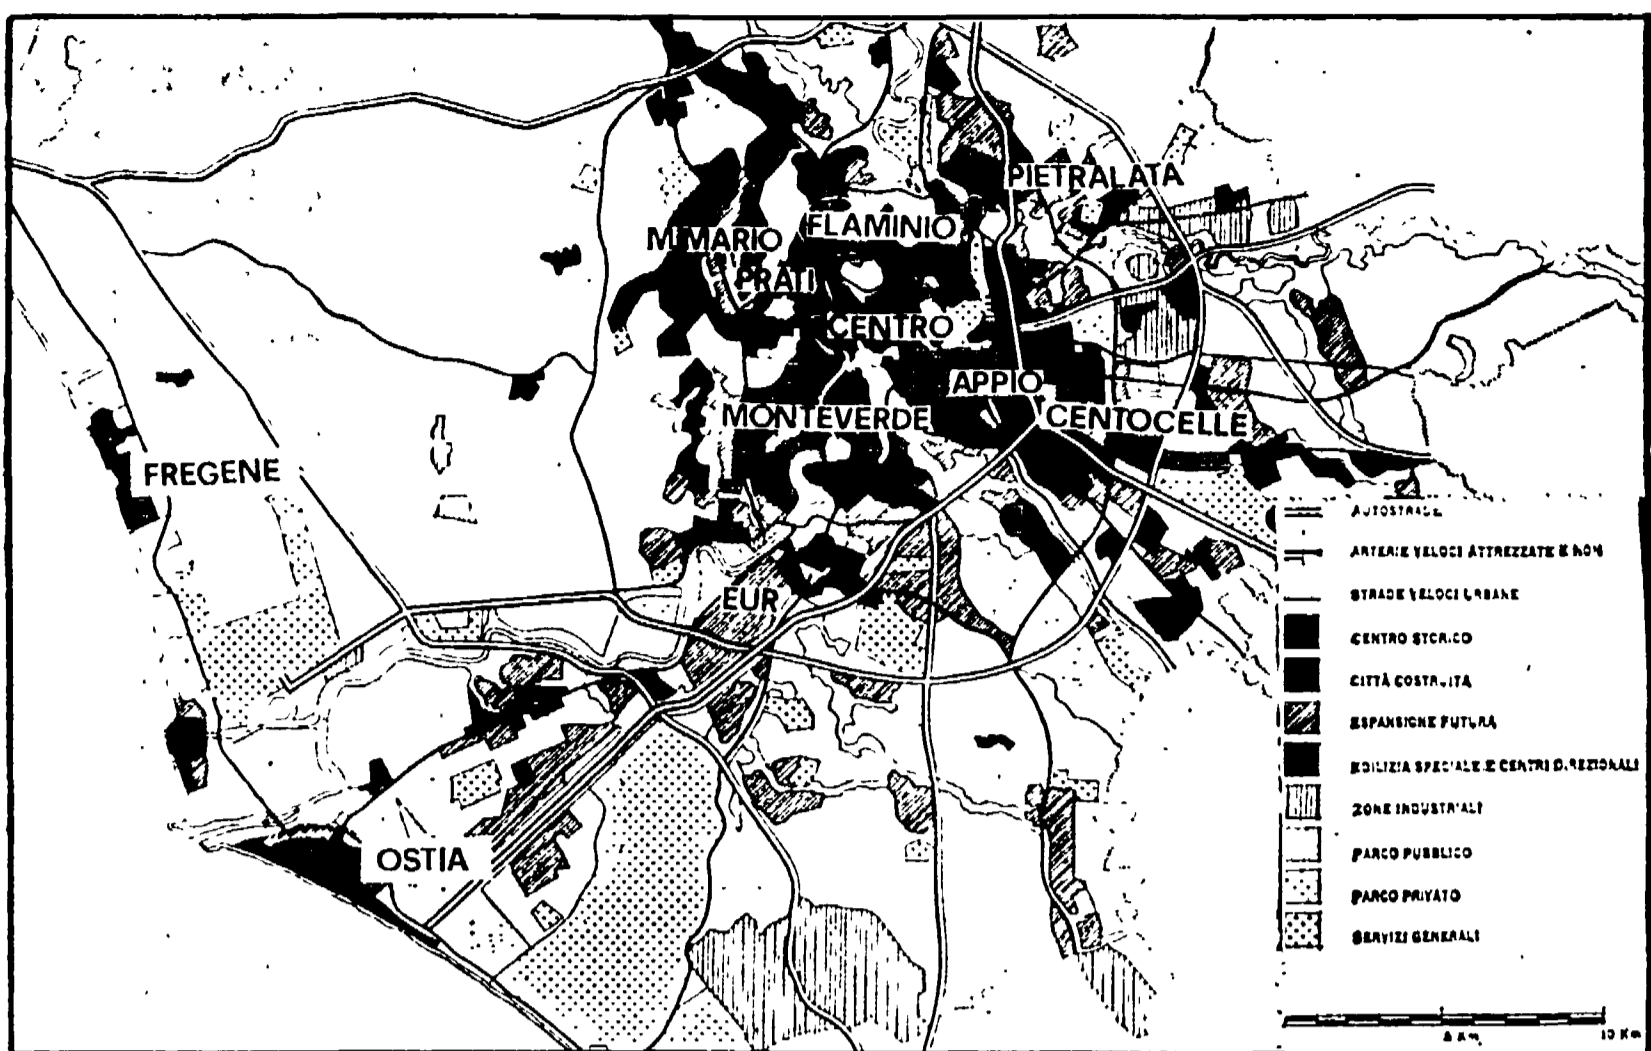 PIETRALATA
FLAMINIO
M.MARIO
PRATI
CENTRO
APPIO
MONTEVERDE
CENTOCELLE
FREGENE
EUR
OSTIA
AUTOSTRADE
ARTERIE VELOCI ATTREZZATE E NON
STRADE VELOCI URBANE
CENTRO STORICO
CITTÀ COSTRUITA
ESPANSIONE FUTURA
EDILIZIA SPECIALE E CENTRI DIREZIONALI
ZONE INDUSTRIALI
PARCO PUBBLICO
PARCO PRIVATO
SERVIZI GENERALI
10 Km